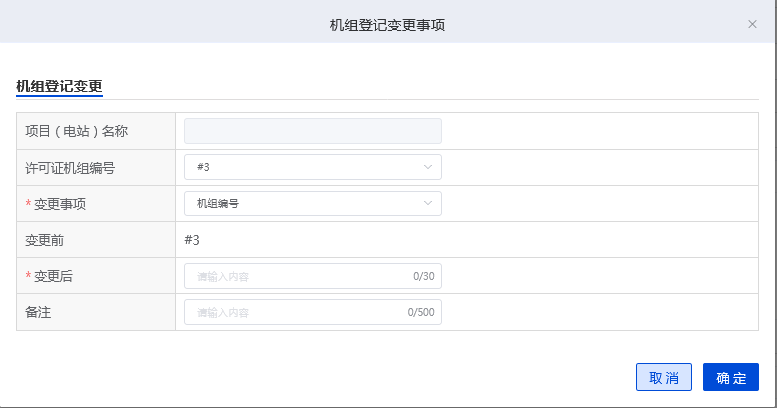 机组登记变更事项
机组登记变更
项目（电站）名称
许可证机组编号 #3
* 变更事项 机组编号
变更前 #3
* 变更后 请输入内容 0/30
备注 请输入内容 0/500
取消 确定